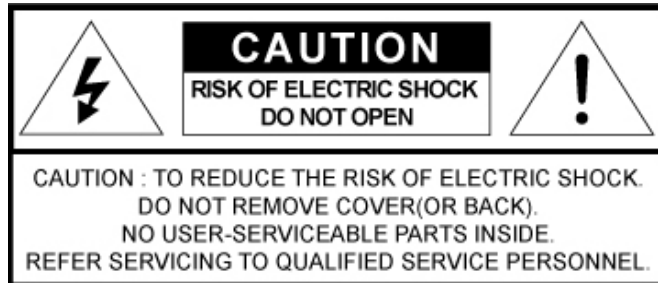 CAUTION
RISK OF ELECTRIC SHOCK
DO NOT OPEN
!
CAUTION : TO REDUCE THE RISK OF ELECTRIC SHOCK.
DO NOT REMOVE COVER(OR BACK).
NO USER-SERVICEABLE PARTS INSIDE.
REFER SERVICING TO QUALIFIED SERVICE PERSONNEL.